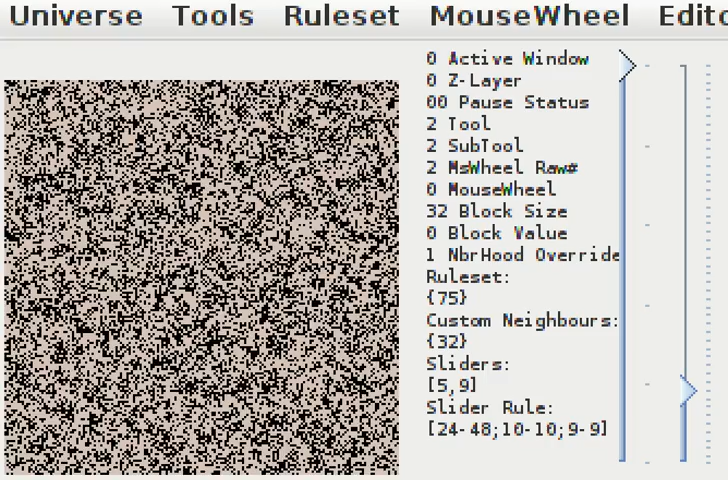 Universe Tools Ruleset MouseWheel Edito
0 Active Window
0 Z-Layer
00 Pause Status
2 Tool
2 SubTool
2 MsWheel Raw#
0 MouseWheel
32 Block Size
0 Block Value
1 NbrHood Override
Ruleset:
{75}
Custom Neighbours:
{32}
Sliders:
[5,9]
Slider Rule:
[24-48;10-10;9-9]